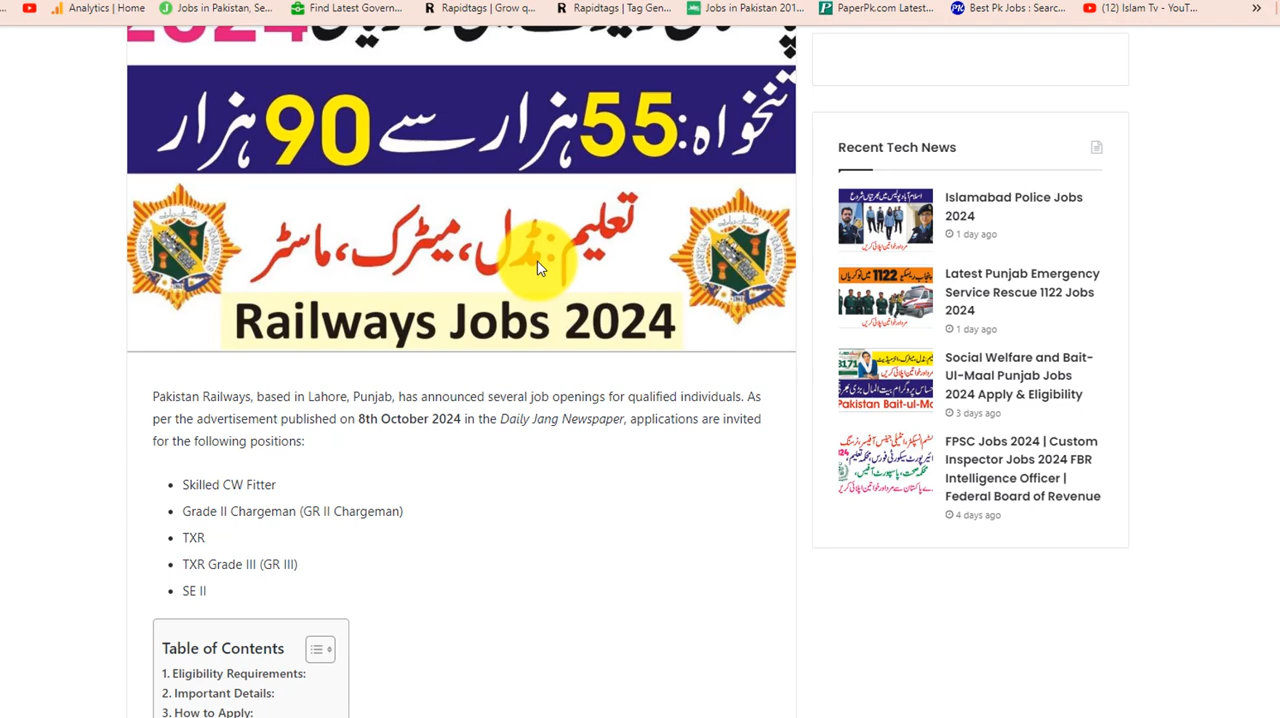 Analytics | Home
Jobs in Pakistan, Se...
Find Latest Govern...
Rapidtags | Grow q...
Rapidtags | Tag Gen...
Jobs in Pakistan 201...
PaperPk.com Latest...
Best Pk Jobs : Searc...
(12) Islam Tv - YouT...
»
2024
تنخواہ: 55 ہزار سے 90 ہزار
تعلیم: مڈل، میٹرک، ماسٹر
Railways Jobs 2024
Pakistan Railways, based in Lahore, Punjab, has announced several job openings for qualified individuals. As
per the advertisement published on 8th October 2024 in the Daily Jang Newspaper, applications are invited
for the following positions:
• Skilled CW Fitter
• Grade II Chargeman (GR II Chargeman)
• TXR
• TXR Grade III (GR III)
• SE II
Table of Contents
1. Eligibility Requirements:
2. Important Details:
3. How to Apply:
Recent Tech News
Islamabad Police Jobs
2024
1 day ago
Latest Punjab Emergency
Service Rescue 1122 Jobs
2024
1 day ago
Social Welfare and Bait-
Ul-Maal Punjab Jobs
2024 Apply & Eligibility
3 days ago
FPSC Jobs 2024 | Custom
Inspector Jobs 2024 FBR
Intelligence Officer |
Federal Board of Revenue
4 days ago